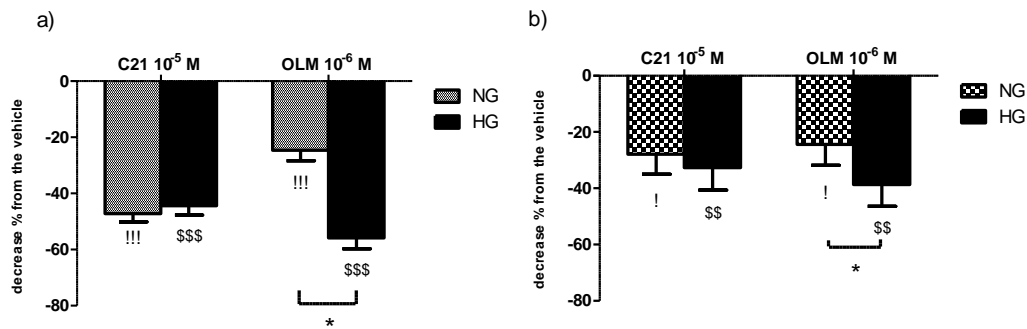 a)
C21 10⁻⁵ M OLM 10⁻⁶ M
0
-20
-40
-60
-80
decrease % from the vehicle
!!!
$$$
!!!
$$$
*
NG
HG
b)
C21 10⁻⁵ M OLM 10⁻⁶ M
0
-20
-40
-60
-80
decrease % from the vehicle
!
$$
!
$$
*
NG
HG